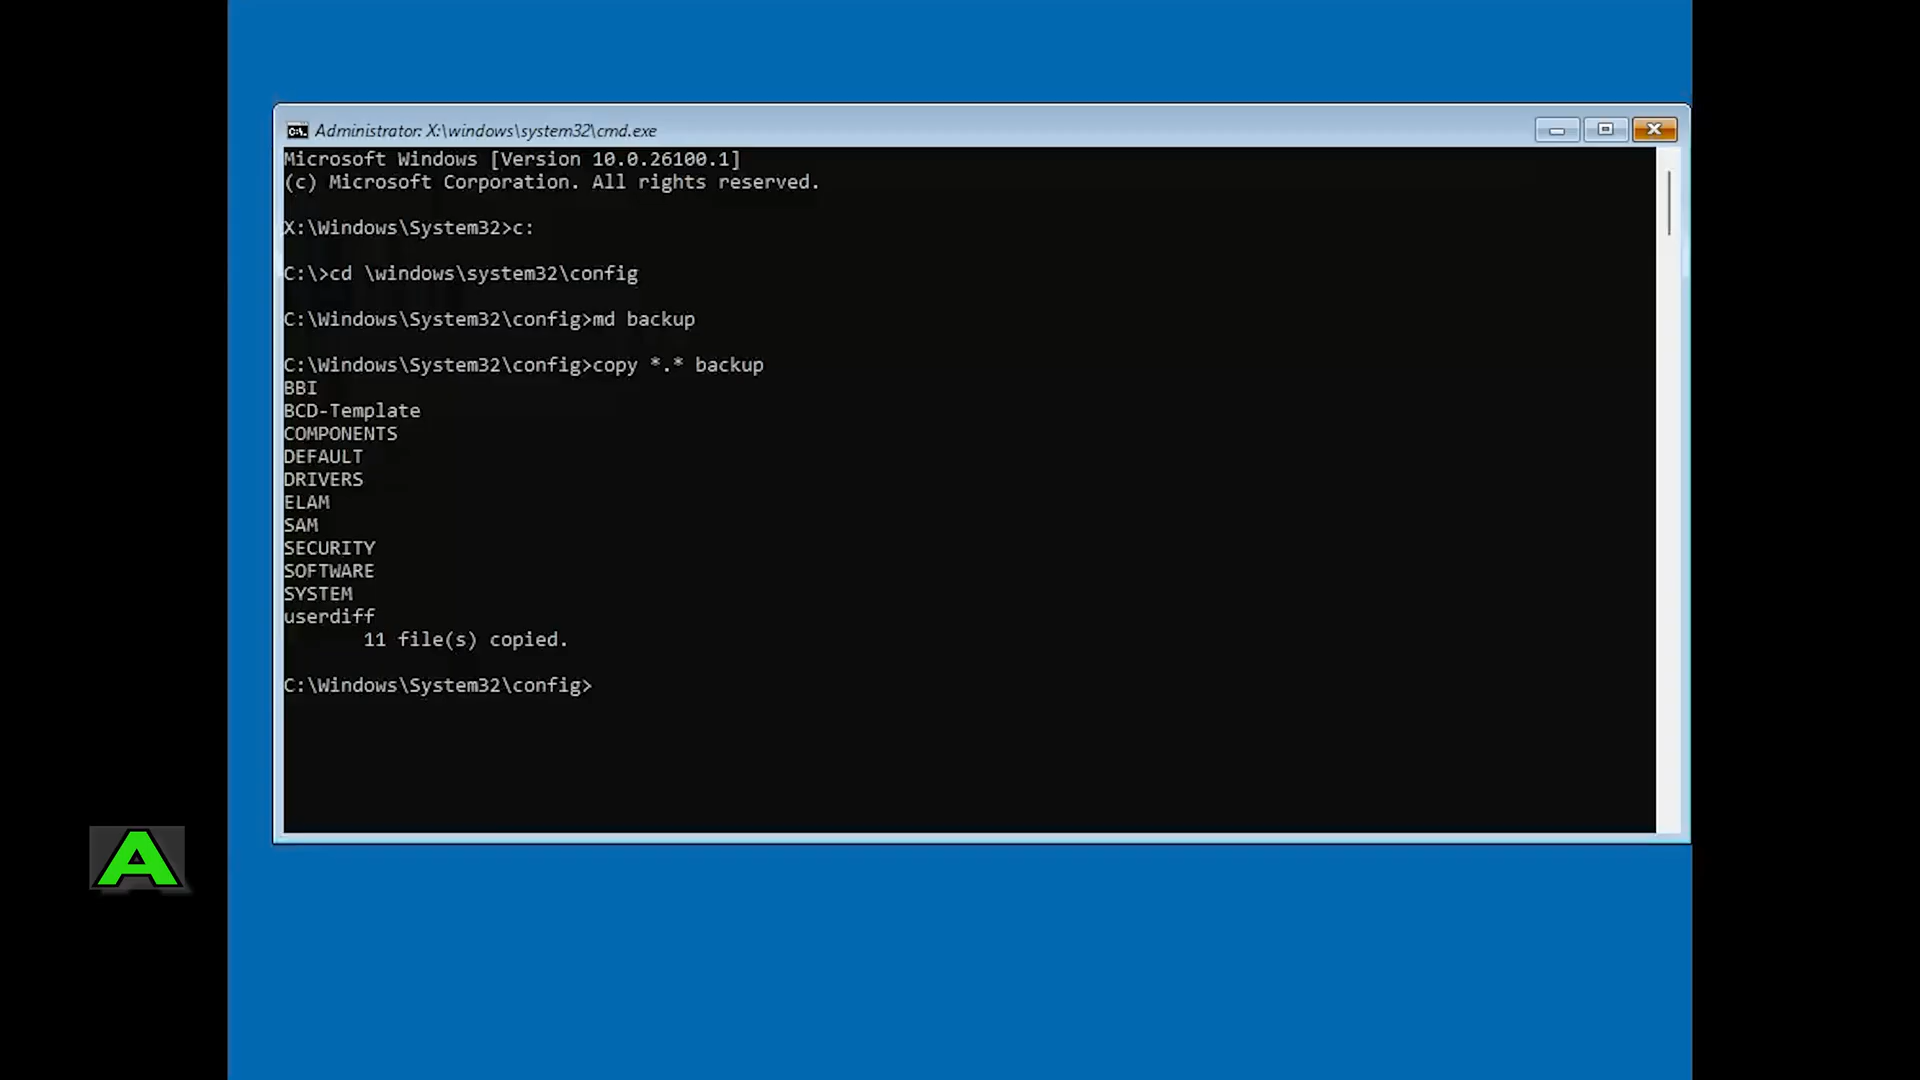 Administrator: X:\windows\system32\cmd.exe
Microsoft Windows [Version 10.0.26100.1]
(c) Microsoft Corporation. All rights reserved.
X:\Windows\System32>c:
C:\>cd \windows\system32\config
C:\Windows\System32\config>md backup
C:\Windows\System32\config>copy *.* backup
BBI
BCD-Template
COMPONENTS
DEFAULT
DRIVERS
ELAM
SAM
SECURITY
SOFTWARE
SYSTEM
userdiff
11 file(s) copied.
C:\Windows\System32\config>
A